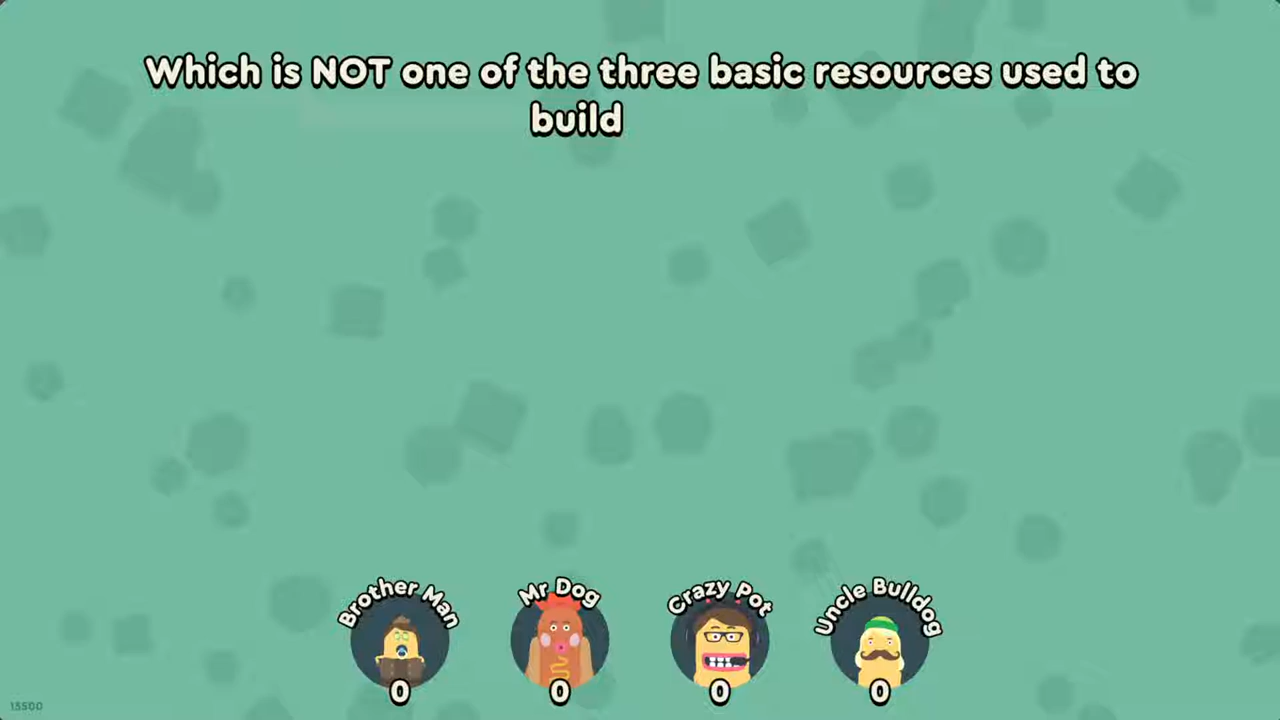 Which is NOT one of the three basic resources used to
build
Brother Man
Mr Dog
Crazy Pot
Uncle Bulldog
0
0
0
0
13500